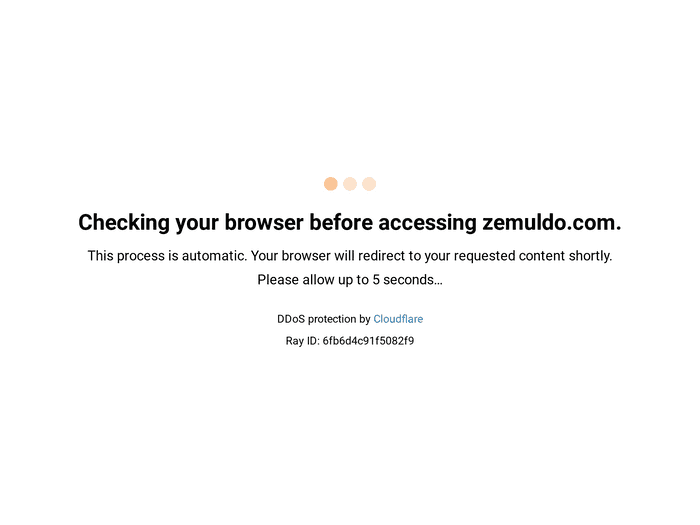 Checking your browser before accessing zemuldo.com.
This process is automatic. Your browser will redirect to your requested content shortly.
Please allow up to 5 seconds…
DDoS protection by Cloudflare
Ray ID: 6fb6d4c91f5082f9